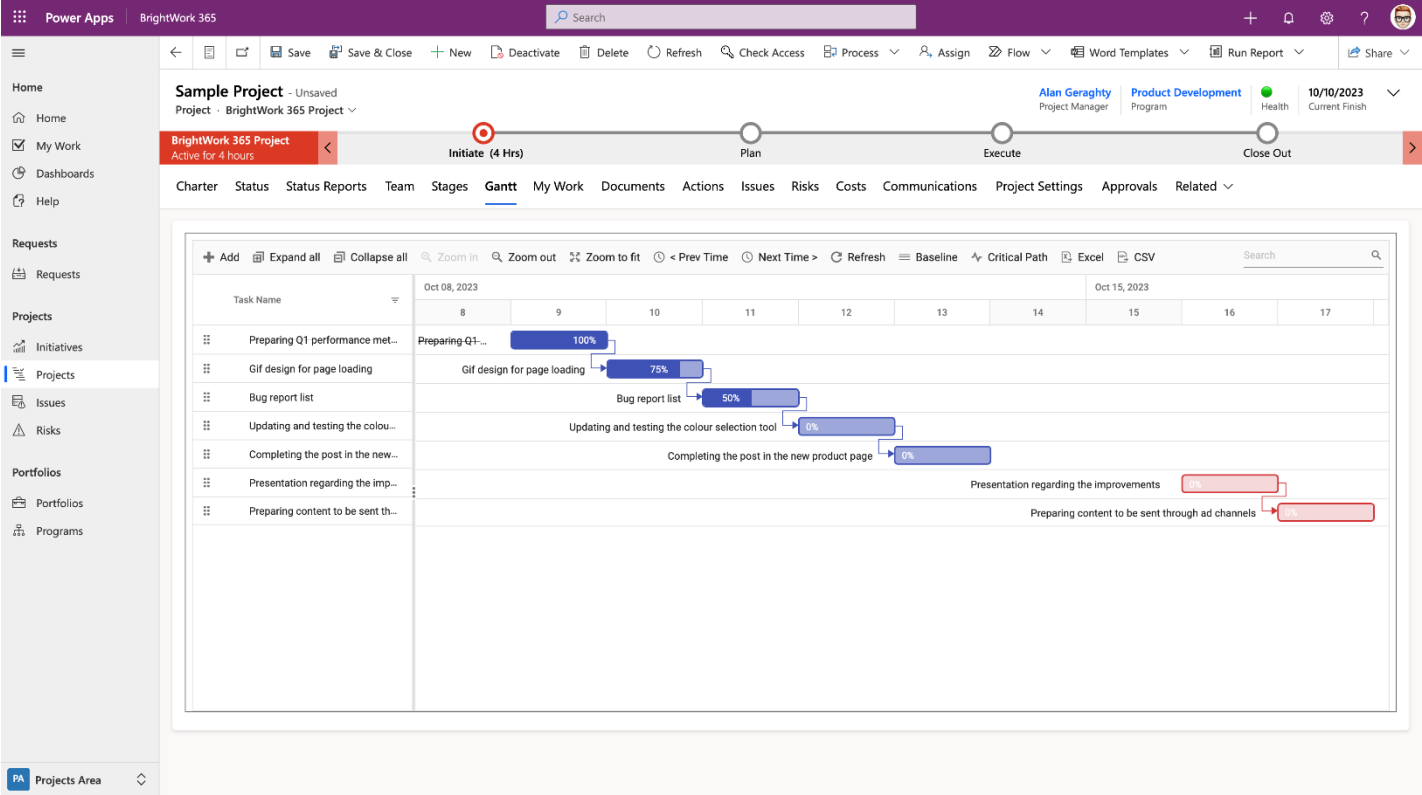 Power Apps BrightWork 365 Search
Save Save & Close New Deactivate Delete Refresh Check Access Process Assign Flow Word Templates Run Report Share
Home
Home
My Work
Dashboards
Help
Requests
Requests
Projects
Initiatives
Projects
Issues
Risks
Portfolios
Portfolios
Programs
PA Projects Area
Sample Project - Unsaved
Project · BrightWork 365 Project
Alan Geraghty
Project Manager
Product Development
Program
Health
10/10/2023
Current Finish
BrightWork 365 Project
Active for 4 hours
Initiate (4 Hrs) Plan Execute Close Out
Charter Status Status Reports Team Stages Gantt My Work Documents Actions Issues Risks Costs Communications Project Settings Approvals Related
Add Expand all Collapse all Zoom in Zoom out Zoom to fit < Prev Time Next Time > Refresh Baseline Critical Path Excel CSV Search
Task Name
Oct 08, 2023 Oct 15, 2023
8 9 10 11 12 13 14 15 16 17
Preparing Q1 performance met... Preparing Q1 ... 100%
Gif design for page loading Gif design for page loading 75%
Bug report list Bug report list 50%
Updating and testing the colou... Updating and testing the colour selection tool 0%
Completing the post in the new... Completing the post in the new product page 0%
Presentation regarding the imp... Presentation regarding the improvements 0%
Preparing content to be sent th... Preparing content to be sent through ad channels 0%